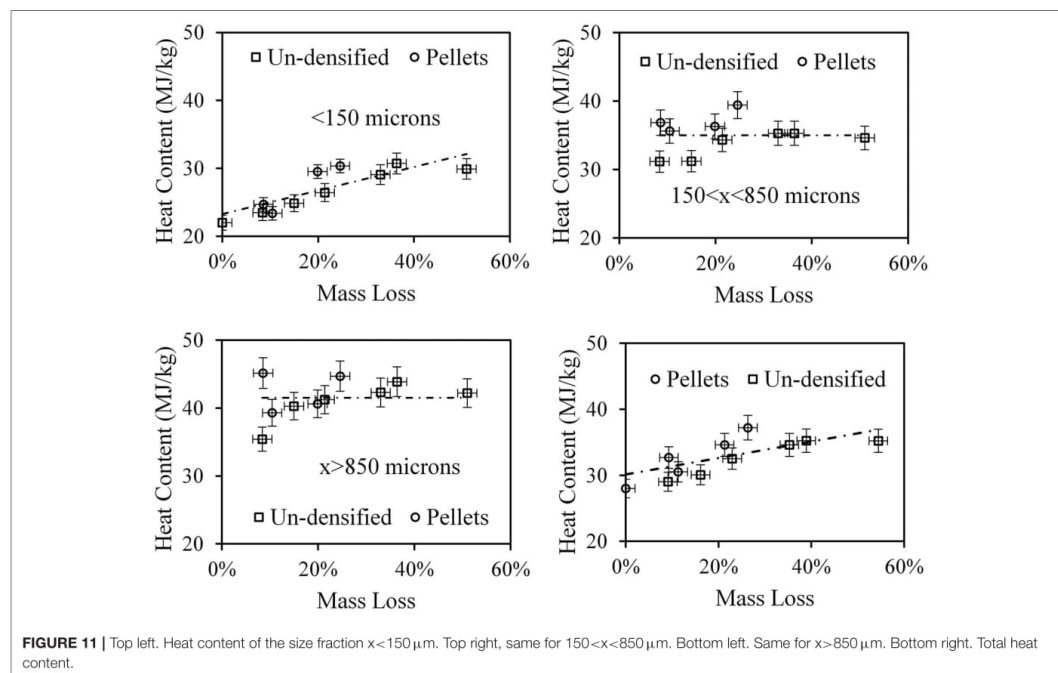 50
40
30
20
Heat Content (MJ/kg)
Un-densified Pellets
<150 microns
0% 20% 40% 60%
Mass Loss
50
40
30
20
Heat Content (MJ/kg)
Un-densified Pellets
150<x<850 microns
0% 20% 40% 60%
Mass Loss
50
40
30
20
Heat Content (MJ/kg)
x>850 microns
Un-densified Pellets
0% 20% 40% 60%
Mass Loss
50
40
30
20
Heat Content (MJ/kg)
Pellets Un-densified
0% 20% 40% 60%
Mass Loss
FIGURE 11 | Top left. Heat content of the size fraction x<150 μm. Top right, same for 150<x<850 μm. Bottom left. Same for x>850 μm. Bottom right. Total heat
content.